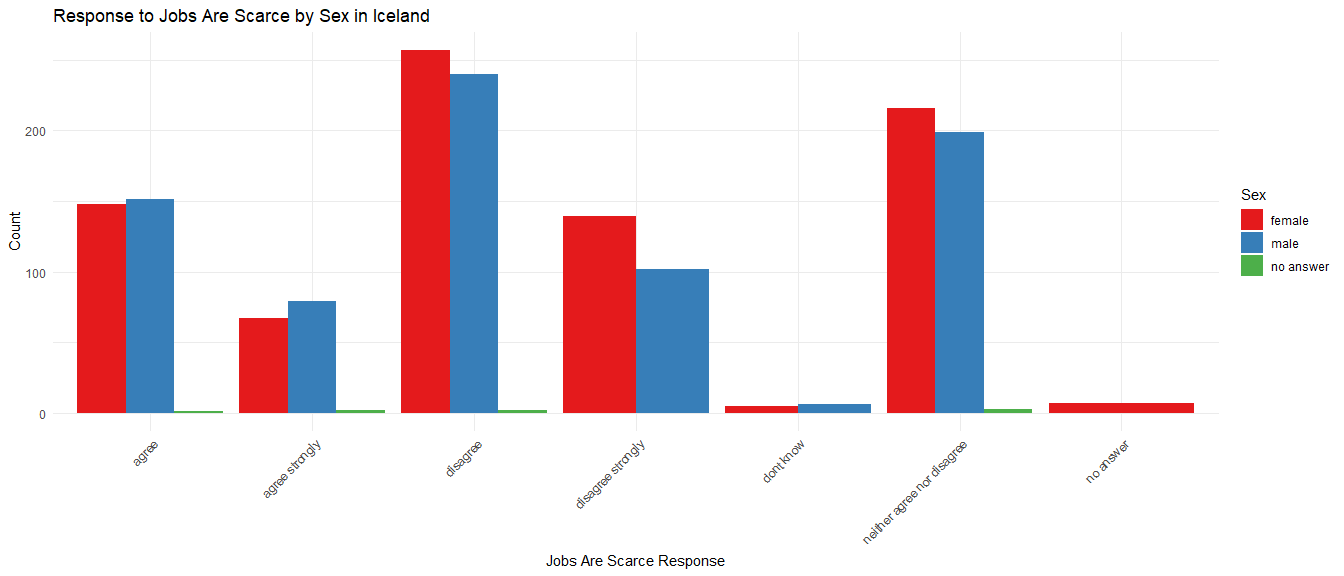 Response to Jobs Are Scarce by Sex in Iceland
Count
200
100
0
agree
agree strongly
disagree
disagree strongly
dont know
neither agree nor disagree
no answer
Jobs Are Scarce Response
Sex
female
male
no answer